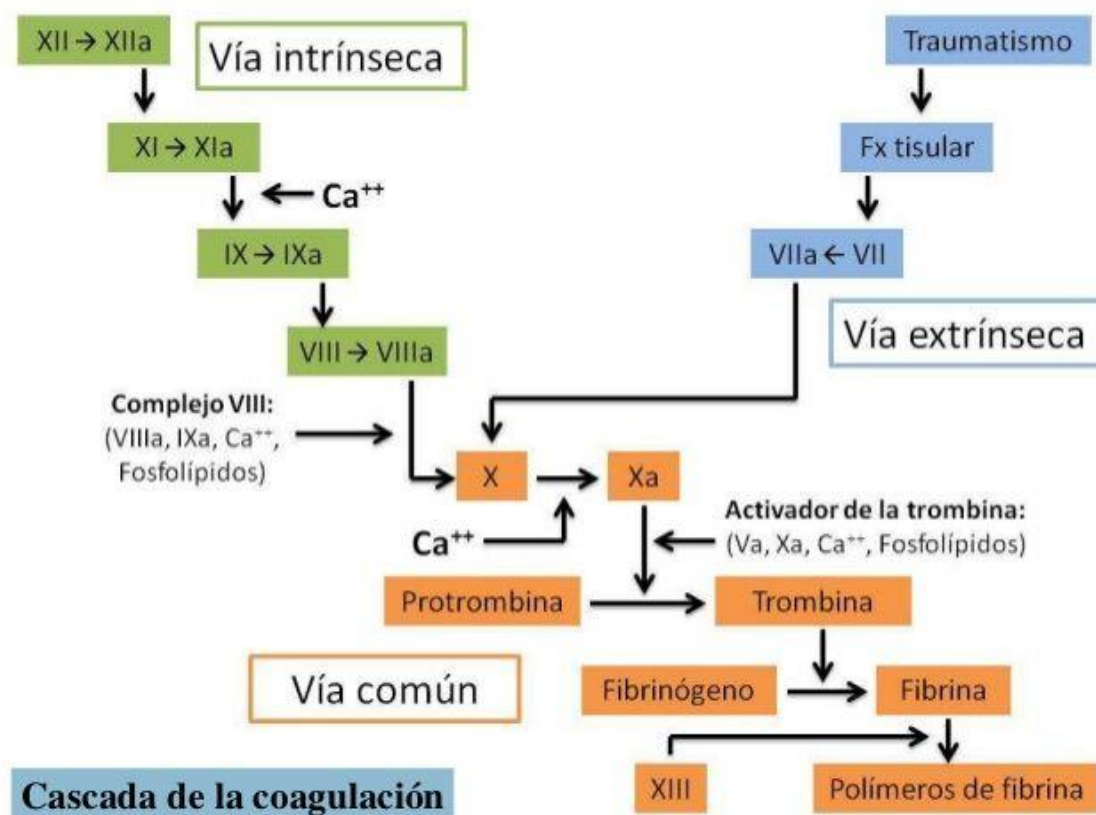 XII → XIIa
Vía intrínseca
Traumatismo
XI → XIa
Fx tisular
Ca⁺⁺
IX → IXa
VIIa ← VII
Vía extrínseca
VIII → VIIIa
Complejo VIII:
(VIIIa, IXa, Ca⁺⁺,
Fosfolípidos)
X
Xa
Activador de la trombina:
(Va, Xa, Ca⁺⁺, Fosfolípidos)
Ca⁺⁺
Protrombina
Trombina
Vía común
Fibrinógeno
Fibrina
Cascada de la coagulación
XIII
Polímeros de fibrina